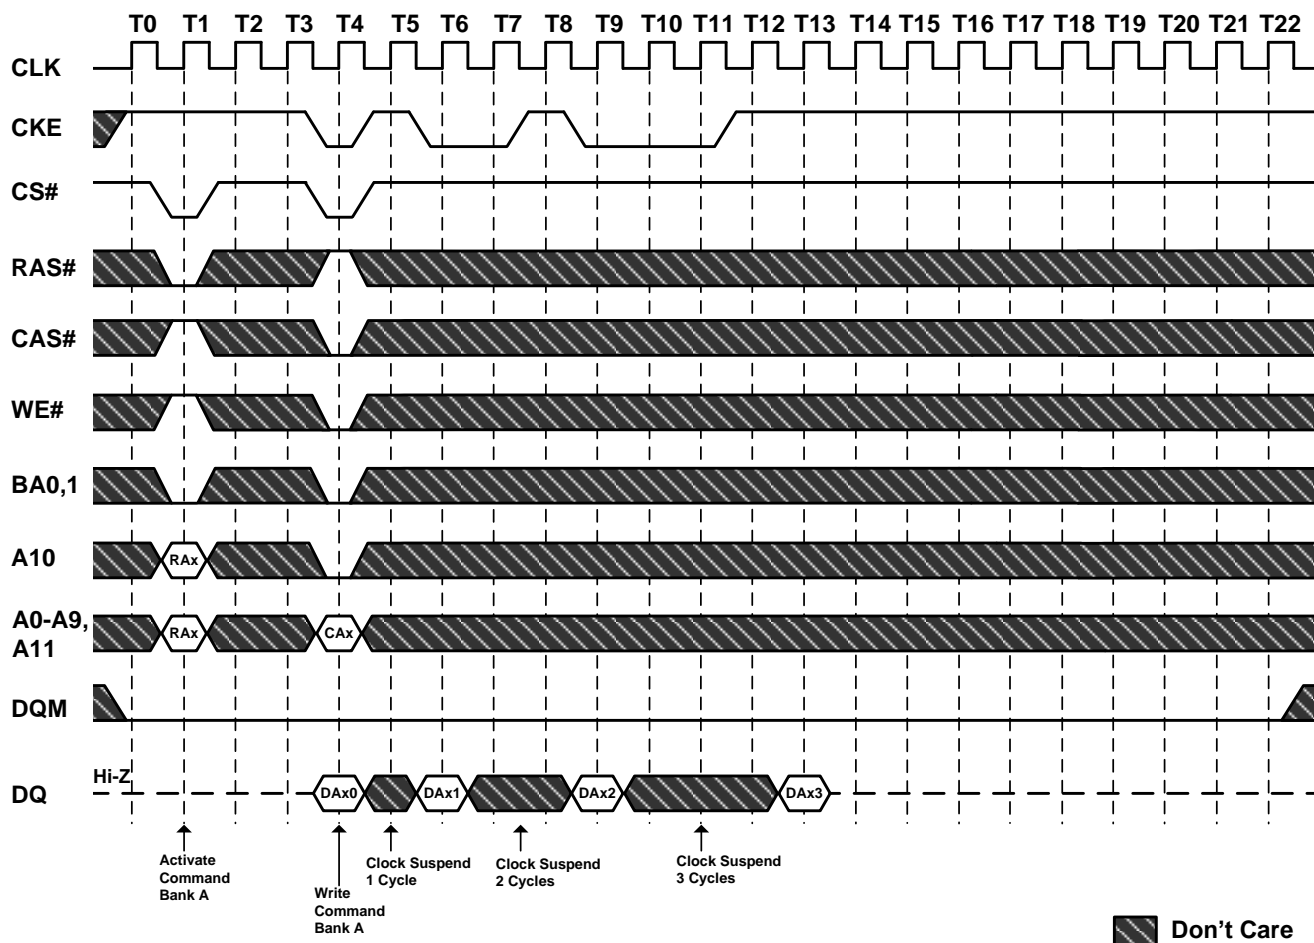 T0 T1 T2 T3 T4 T5 T6 T7 T8 T9 T10 T11 T12 T13 T14 T15 T16 T17 T18 T19 T20 T21 T22
CLK
CKE
CS#
RAS#
CAS#
WE#
BA0,1
A10
RAx
A0-A9,
A11
RAx
CAx
DQM
Hi-Z
DQ
DAx0
DAx1
DAx2
DAx3
Activate
Command
Bank A
Write
Command
Bank A
Clock Suspend
1 Cycle
Clock Suspend
2 Cycles
Clock Suspend
3 Cycles
Don't Care